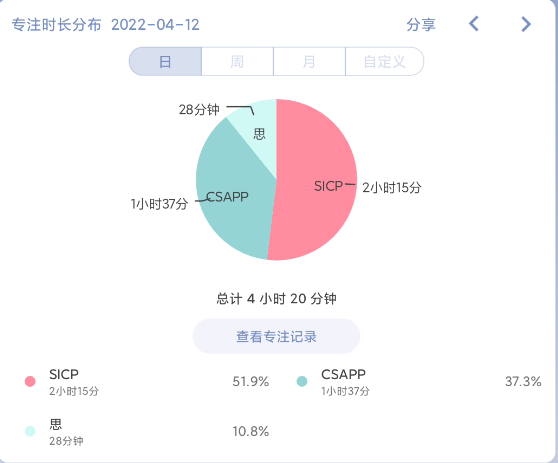 专注时长分布 2022-04-12 分享
日 周 月 自定义
28分钟
思
SICP 2小时15分
CSAPP
1小时37分
总计 4 小时 20 分钟
查看专注记录
SICP 51.9% CSAPP 37.3%
2小时15分 1小时37分
思 10.8%
28分钟